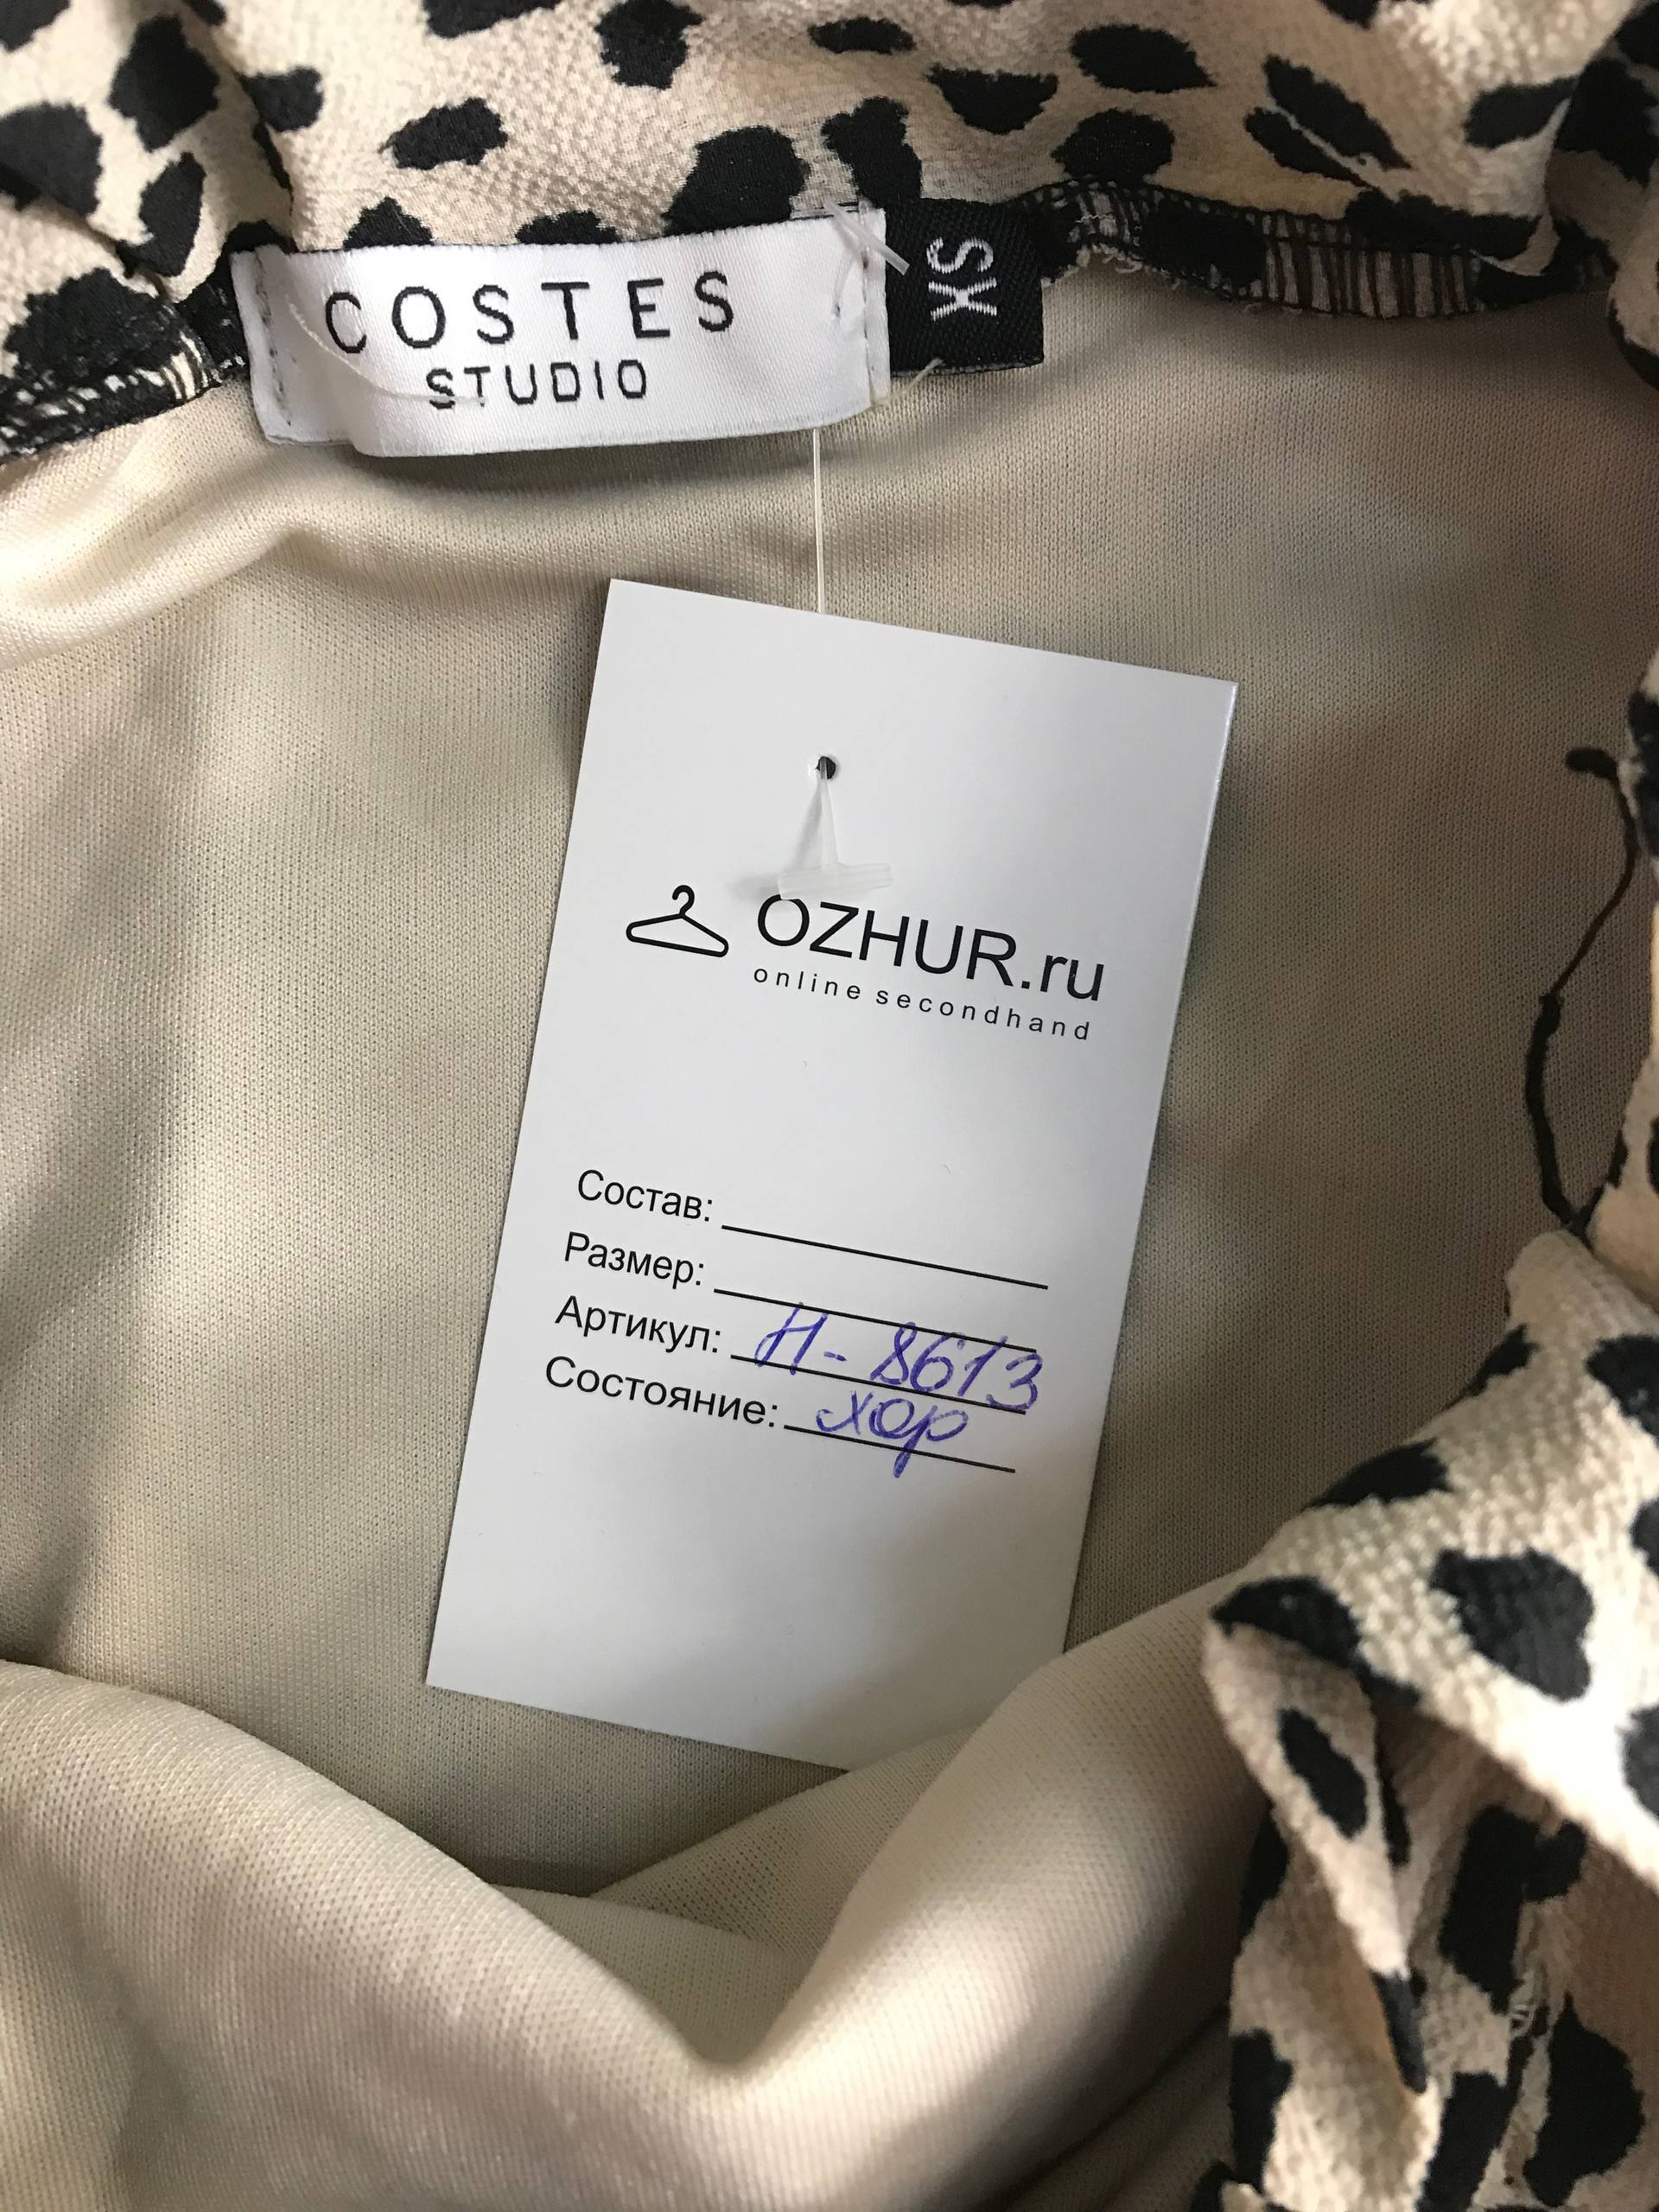 COSTES
STUDIO
XS
OZHUR.ru
online secondhand
Состав:
Размер:
Артикул: Н- 8613
Состояние: хор